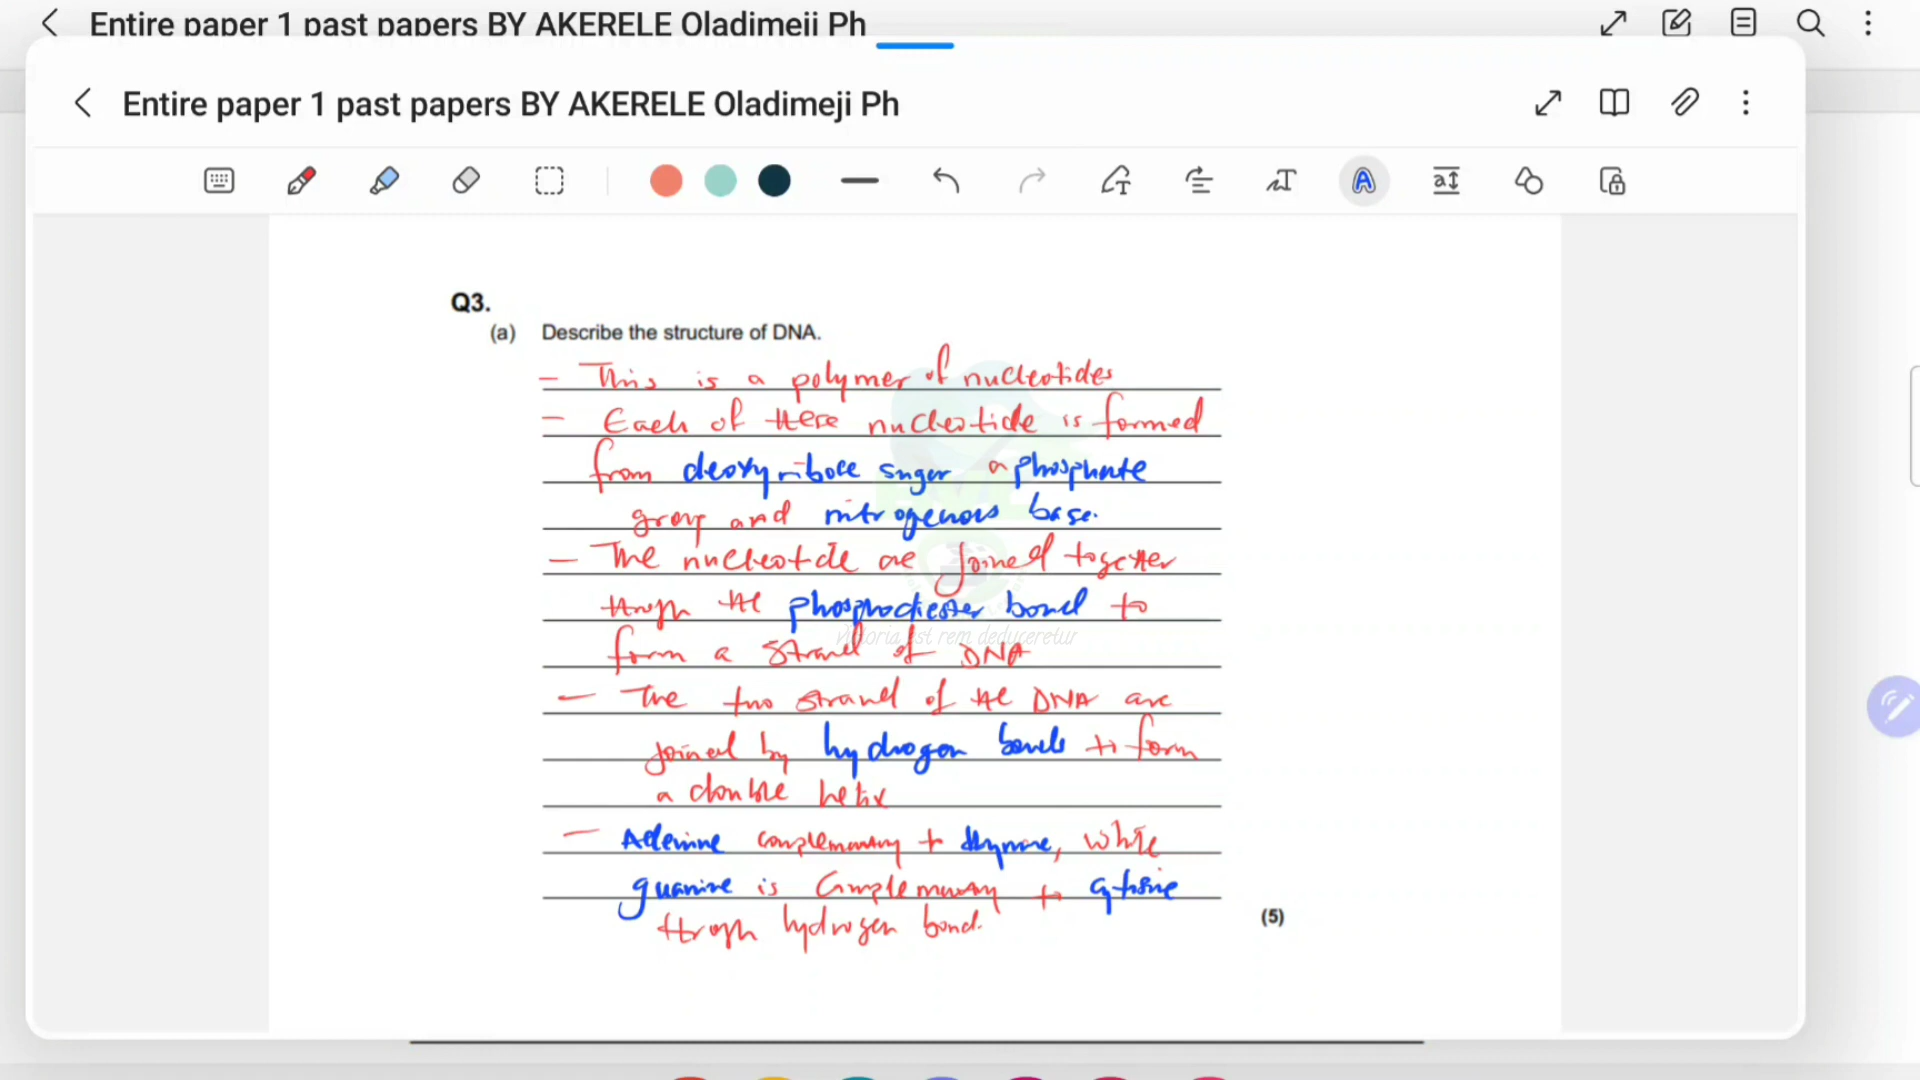 Entire paper 1 past papers BY AKERELE Oladimeji Ph
Entire paper 1 past papers BY AKERELE Oladimeji Ph
Q3.
(a) Describe the structure of DNA.
- This is a polymer of nucleotides
- Each of these nucleotide is formed
from deoxyribose sugar a phosphate
group and nitrogenous base.
- The nucleotide are joined together
through the phosphodiester bond to
form a strand of DNA
victoria est rem deduceretur
- The two strand of the DNA are
joined by hydrogen bonds to form
a double helix
- Adenine complementary to thymine, while
guanine is complementary to cytosine
through hydrogen bond.
(5)